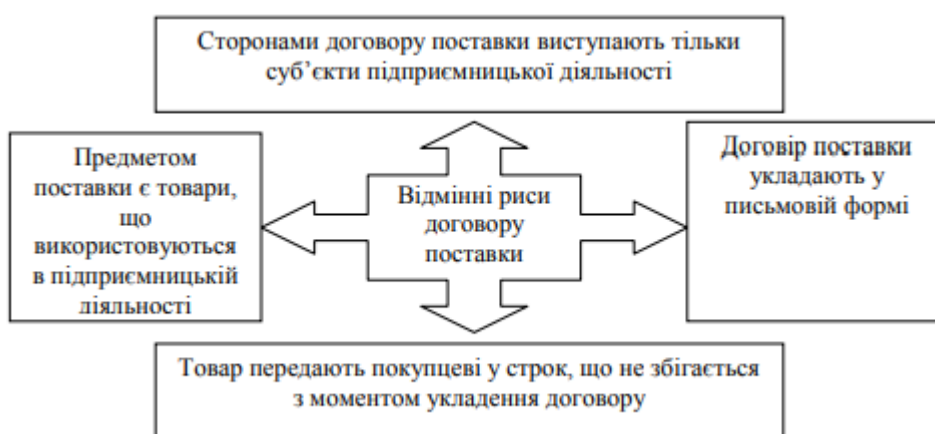 Сторонами договору поставки виступають тільки
суб’єкти підприємницької діяльності
Предметом
поставки є товари,
що
використовуються
в підприємницькій
діяльності
Відмінні риси
договору
поставки
Договір поставки
укладають у
письмовій формі
Товар передають покупцеві у строк, що не збігається
з моментом укладення договору